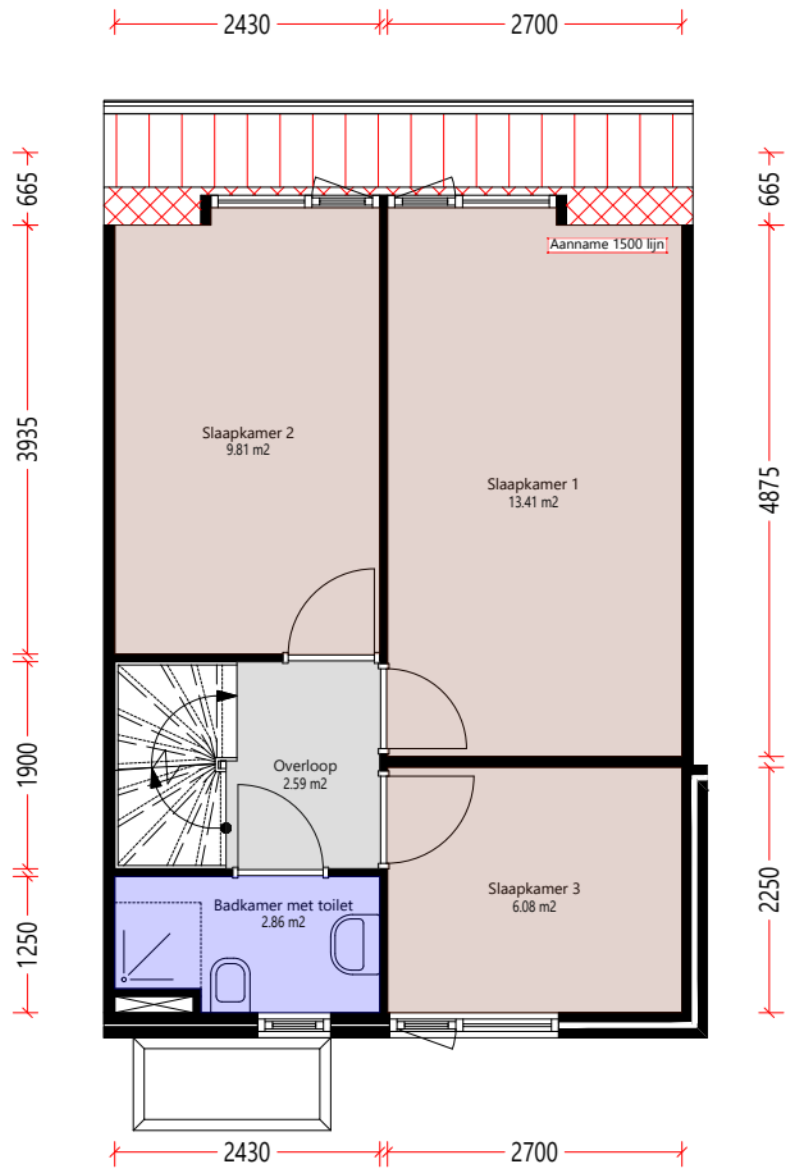 2430
2700
665
665
Aanname 1500 lijn
3935
Slaapkamer 2
9.81 m2
4875
Slaapkamer 1
13.41 m2
1900
Overloop
2.59 m2
2250
Slaapkamer 3
6.08 m2
1250
Badkamer met toilet
2.86 m2
2430
2700